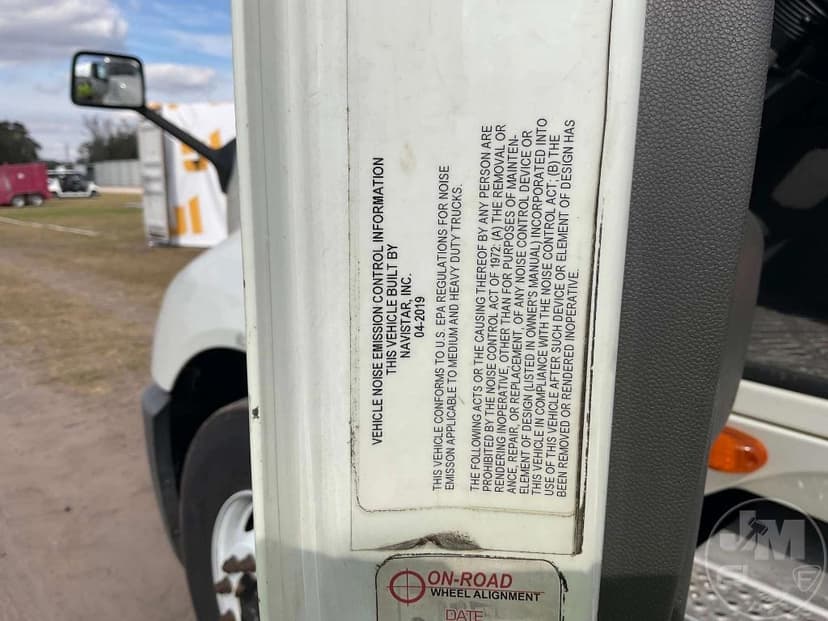 VEHICLE NOISE EMISSION CONTROL INFORMATION
THIS VEHICLE BUILT BY
NAVISTAR, INC.
04-2019
THIS VEHICLE CONFORMS TO U.S. EPA REGULATIONS FOR NOISE
EMISSION APPLICABLE TO MEDIUM AND HEAVY DUTY TRUCKS.
THE FOLLOWING ACTS OR THE CAUSING THEREOF BY ANY PERSON ARE
PROHIBITED BY THE NOISE CONTROL ACT OF 1972: (A) THE REMOVAL OR
RENDERING INOPERATIVE, OTHER THAN FOR PURPOSES OF MAINTEN-
ANCE, REPAIR, OR REPLACEMENT, OF ANY NOISE CONTROL DEVICE OR
ELEMENT OF DESIGN (LISTED IN OWNER'S MANUAL) INCORPORATED INTO
THIS VEHICLE IN COMPLIANCE WITH THE NOISE CONTROL ACT; (B) THE
USE OF THIS VEHICLE AFTER SUCH DEVICE OR ELEMENT OF DESIGN HAS
BEEN REMOVED OR RENDERED INOPERATIVE.
ON-ROAD
WHEEL ALIGNMENT
DATE
JM